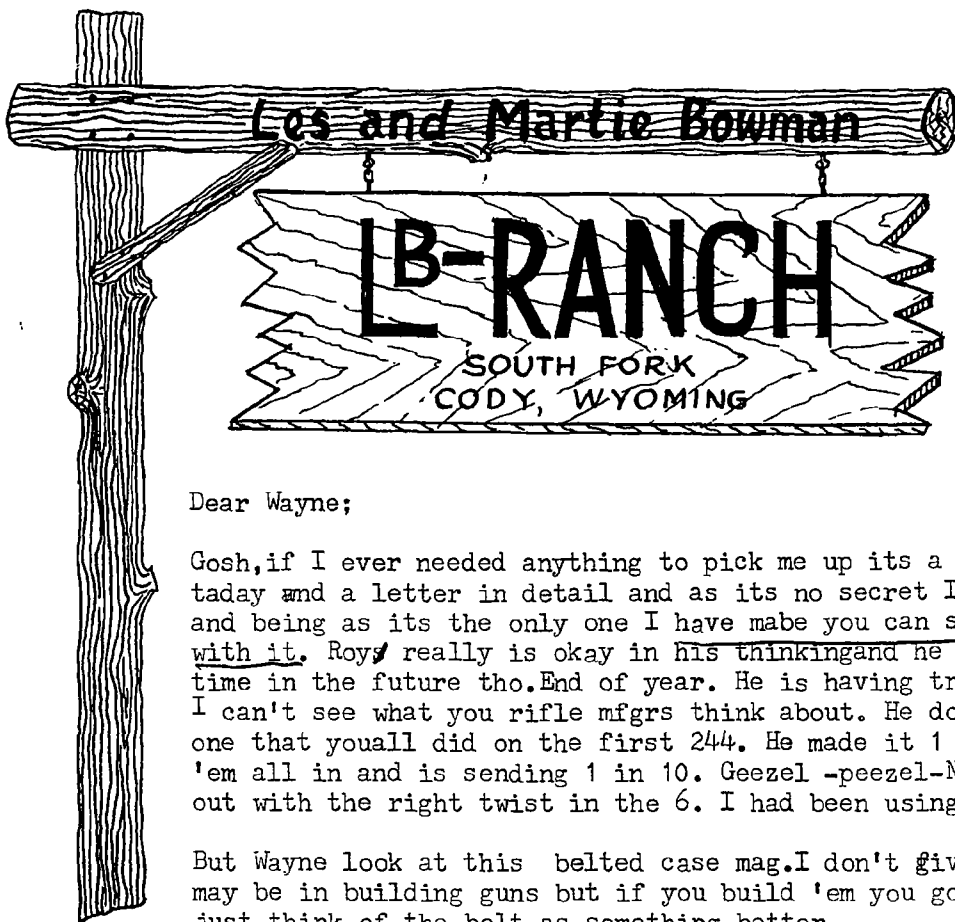 Les and Martie Bowman
LB-RANCH
SOUTH FORK
CODY, WYOMING
Dear Wayne;
Gosh,if I ever needed anything to pick me up its a
taday and a letter in detail and as its no secret I
and being as its the only one I have mabe you can s
with it. Roys really is okay in his thinkingand he
time in the future tho.End of year. He is having tr
I can't see what you rifle mfgrs think about. He do
one that youall did on the first 244. He made it 1
'em all in and is sending 1 in 10. Geezel -peezel-N
out with the right twist in the 6. I had been using
But Wayne look at this belted case mag.I don't giv
may be in building guns but if you build 'em you go
just think of the belt as something better